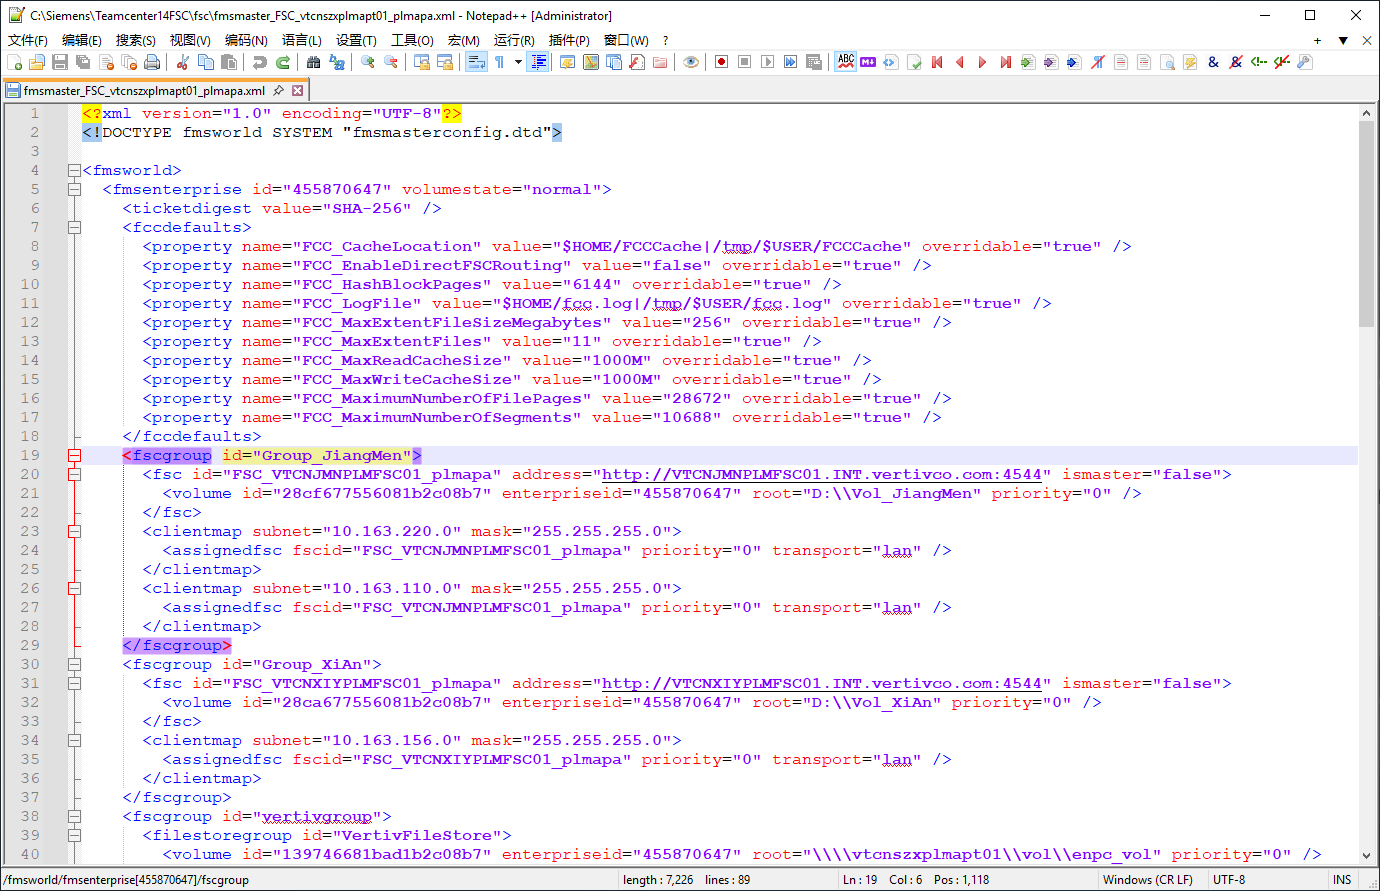 C:\Siemens\Teamcenter14FSC\fsc\fmsmaster_FSC_vtcnszxplmapt01_plmapa.xml - Notepad++ [Administrator]
文件(F) 编辑(E) 搜索(S) 视图(V) 编码(N) 语言(L) 设置(T) 工具(O) 宏(M) 运行(R) 插件(P) 窗口(W) ? + ▼ ✕
fmsmaster_FSC_vtcnszxplmapt01_plmapa.xml
1 <?xml version="1.0" encoding="UTF-8"?>
2 <!DOCTYPE fmsworld SYSTEM "fmsmasterconfig.dtd">
3
4 <fmsworld>
5 <fmsenterprise id="455870647" volumestate="normal">
6 <ticketdigest value="SHA-256" />
7 <fccdefaults>
8 <property name="FCC_CacheLocation" value="$HOME/FCCCache|/tmp/$USER/FCCCache" overridable="true" />
9 <property name="FCC_EnableDirectFSCRouting" value="false" overridable="true" />
10 <property name="FCC_HashBlockPages" value="6144" overridable="true" />
11 <property name="FCC_LogFile" value="$HOME/fcc.log|/tmp/$USER/fcc.log" overridable="true" />
12 <property name="FCC_MaxExtentFileSizeMegabytes" value="256" overridable="true" />
13 <property name="FCC_MaxExtentFiles" value="11" overridable="true" />
14 <property name="FCC_MaxReadCacheSize" value="1000M" overridable="true" />
15 <property name="FCC_MaxWriteCacheSize" value="1000M" overridable="true" />
16 <property name="FCC_MaximumNumberOfFilePages" value="28672" overridable="true" />
17 <property name="FCC_MaximumNumberOfSegments" value="10688" overridable="true" />
18 </fccdefaults>
19 <fscgroup id="Group_JiangMen">
20 <fsc id="FSC_VTCNJMNPLMFSC01_plmapa" address="http://VTCNJMNPLMFSC01.INT.vertivco.com:4544" ismaster="false">
21 <volume id="28cf677556081b2c08b7" enterpriseid="455870647" root="D:\\Vol_JiangMen" priority="0" />
22 </fsc>
23 <clientmap subnet="10.163.220.0" mask="255.255.255.0">
24 <assignedfsc fscid="FSC_VTCNJMNPLMFSC01_plmapa" priority="0" transport="lan" />
25 </clientmap>
26 <clientmap subnet="10.163.110.0" mask="255.255.255.0">
27 <assignedfsc fscid="FSC_VTCNJMNPLMFSC01_plmapa" priority="0" transport="lan" />
28 </clientmap>
29 </fscgroup>
30 <fscgroup id="Group_XiAn">
31 <fsc id="FSC_VTCNXIYPLMFSC01_plmapa" address="http://VTCNXIYPLMFSC01.INT.vertivco.com:4544" ismaster="false">
32 <volume id="28ca677556081b2c08b7" enterpriseid="455870647" root="D:\\Vol_XiAn" priority="0" />
33 </fsc>
34 <clientmap subnet="10.163.156.0" mask="255.255.255.0">
35 <assignedfsc fscid="FSC_VTCNXIYPLMFSC01_plmapa" priority="0" transport="lan" />
36 </clientmap>
37 </fscgroup>
38 <fscgroup id="vertivgroup">
39 <filestoregroup id="VertivFileStore">
40 <volume id="139746681bad1b2c08b7" enterpriseid="455870647" root="\\\\vtcnszxplmapt01\\vol\\enpc_vol" priority="0" />
/fmsworld/fmsenterprise[455870647]/fscgroup length : 7,226 lines : 89 Ln : 19 Col : 6 Pos : 1,118 Windows (CR LF) UTF-8 INS